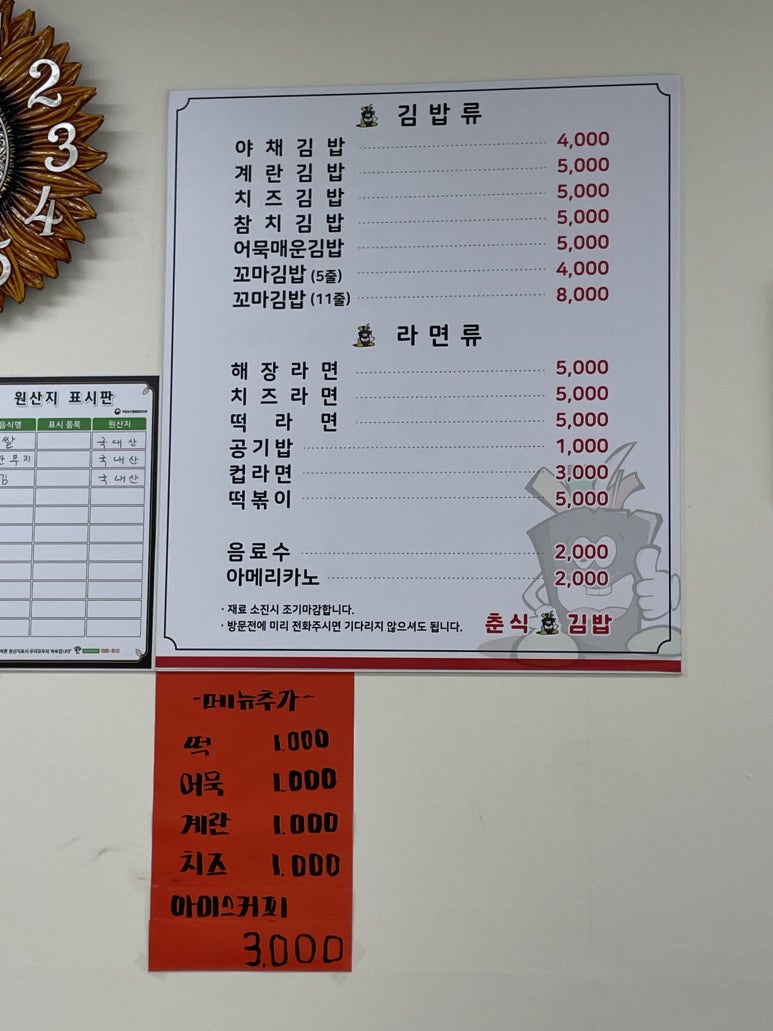 2
3
4
5
김밥류
야채김밥 4,000
계란김밥 5,000
치즈김밥 5,000
참치김밥 5,000
어묵매운김밥 5,000
꼬마김밥 (5줄) 4,000
꼬마김밥 (11줄) 8,000
라면류
해장라면 5,000
치즈라면 5,000
떡라면 5,000
공기밥 1,000
컵라면 3,000
떡볶이 5,000
음료수 2,000
아메리카노 2,000
· 재료 소진시 조기마감합니다.
· 방문전에 미리 전화주시면 기다리지 않으셔도 됩니다.
춘식 김밥
원산지 표시판
음식명 표시 품목 원산지
쌀 국내산
단무지 국내산
김 국내산
-메뉴추가-
떡 1.000
어묵 1.000
계란 1.000
치즈 1.000
아이스커피
3,000